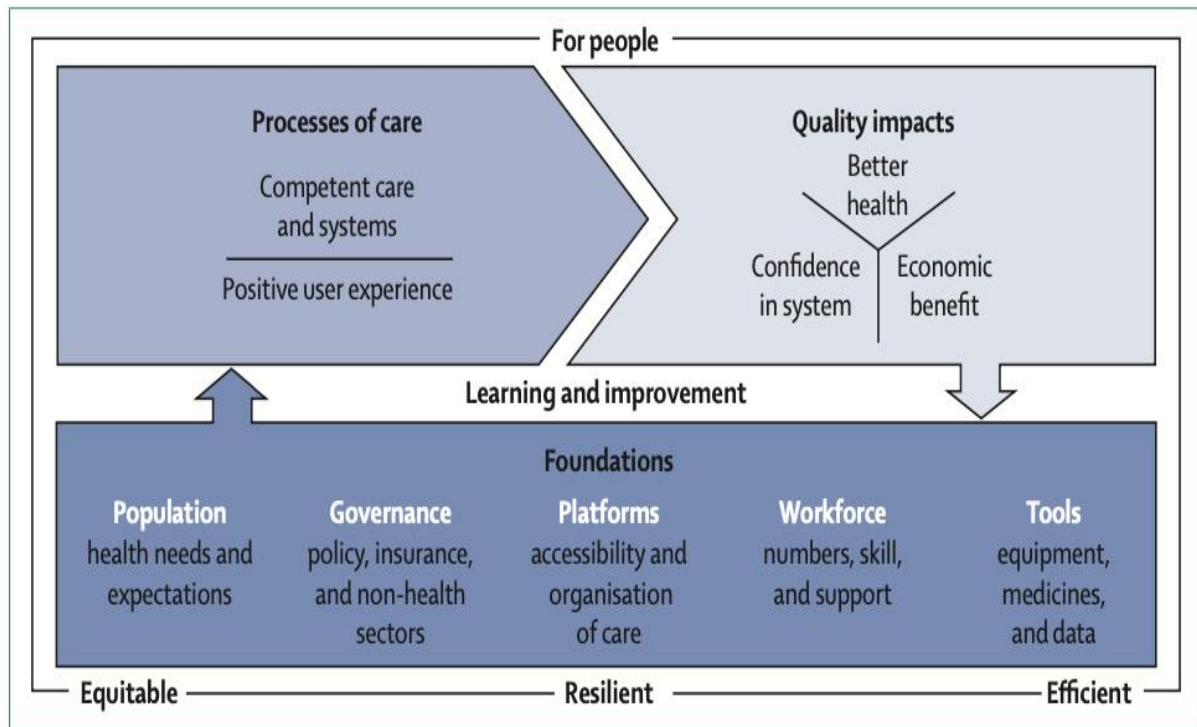 For people
Processes of care
Competent care
and systems
Positive user experience
Quality impacts
Better
health
Confidence
in system
Economic
benefit
Learning and improvement
Foundations
Population
health needs and
expectations
Governance
policy, insurance,
and non-health
sectors
Platforms
accessibility and
organisation
of care
Workforce
numbers, skill,
and support
Tools
equipment,
medicines,
and data
Equitable
Resilient
Efficient